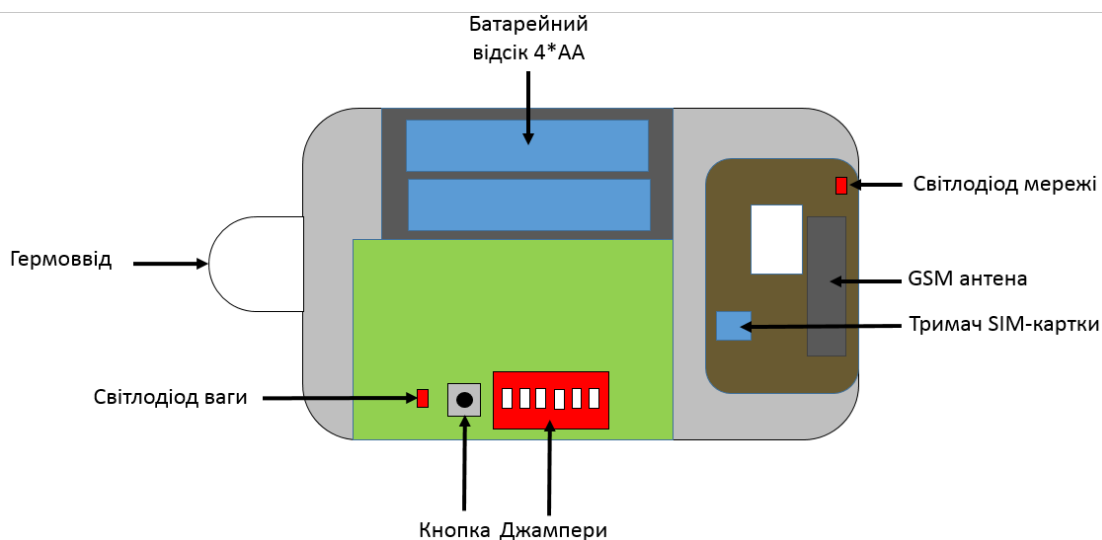 Батарейний
відсік 4*АА
Світлодіод мережі
Гермоввід
GSM антена
Тримач SIM-картки
Світлодіод ваги
Кнопка
Джампери